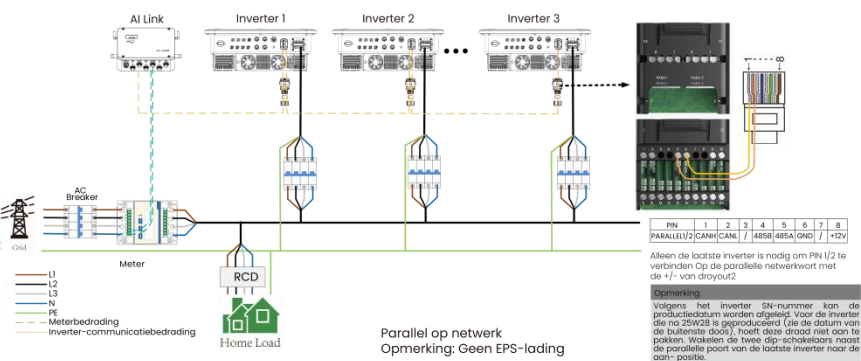 AI Link
Inverter 1
Inverter 2
Inverter 3
PARA 1
PARA 2
1
8
AC
Breaker
Grid
Meter
RCD
Home Load
L1
L2
L3
N
PE
Meterbedrading
Inverter-communicatiebedrading
Parallel op netwerk
Opmerking: Geen EPS-lading
PIN 1 2 3 4 5 6 7 8
PARALLEL1/2 CANH CANL / 485B 485A GND / +12V
Alleen de laatste inverter is nodig om PIN 1/2 te
verbinden Op de parallelle netwerkwort met
de +/- van droyout2
Opmerking
Volgens het inverter SN-nummer kan de
productiedatum worden afgeleid. Voor de inverter
die na 25W28 is geproduceerd (zie de datum van
de buitenste doos), hoeft deze draad niet aan te
pakken. Wakelen de twee dip-schakelaars naast
de parallelle poort van de laatste inverter naar de
aan- positie.